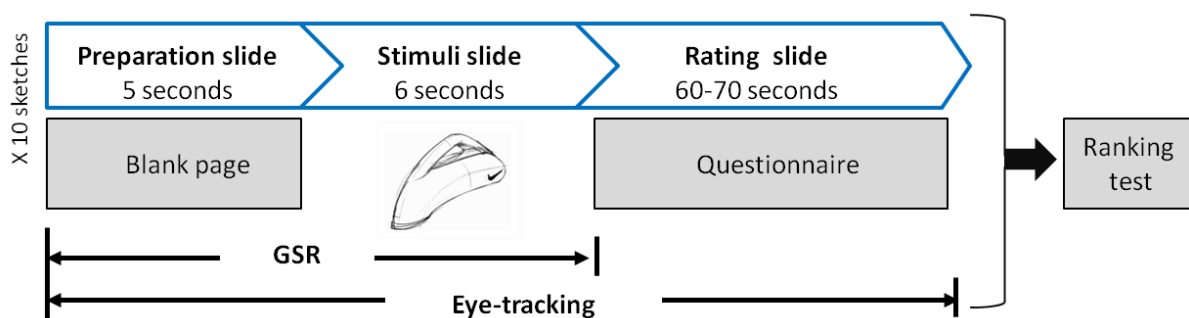 X 10 sketches
Preparation slide
5 seconds
Stimuli slide
6 seconds
Rating slide
60-70 seconds
Blank page
Questionnaire
Ranking
test
GSR
Eye-tracking